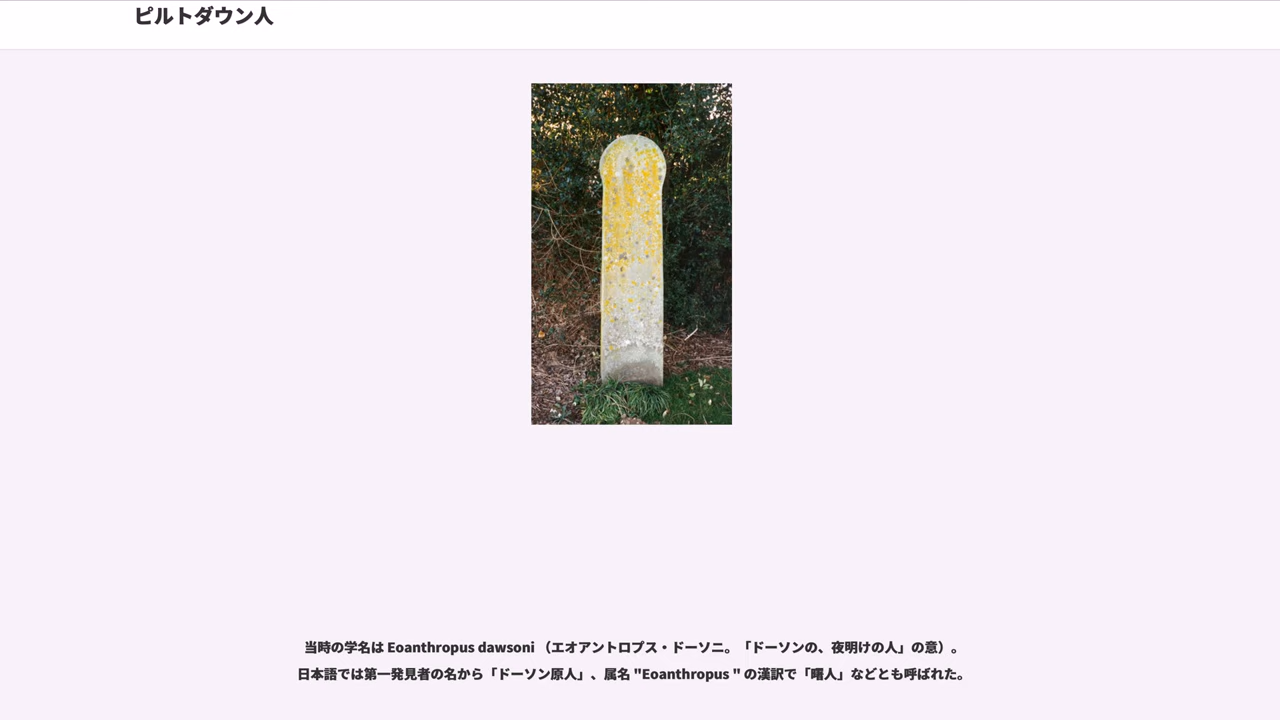 ピルトダウン人
当時の学名は Eoanthropus dawsoni （エオアントロプス・ドーソニ。「ドーソンの、夜明けの人」の意）。
日本語では第一発見者の名から「ドーソン原人」、属名 "Eoanthropus " の漢訳で「曙人」などとも呼ばれた。